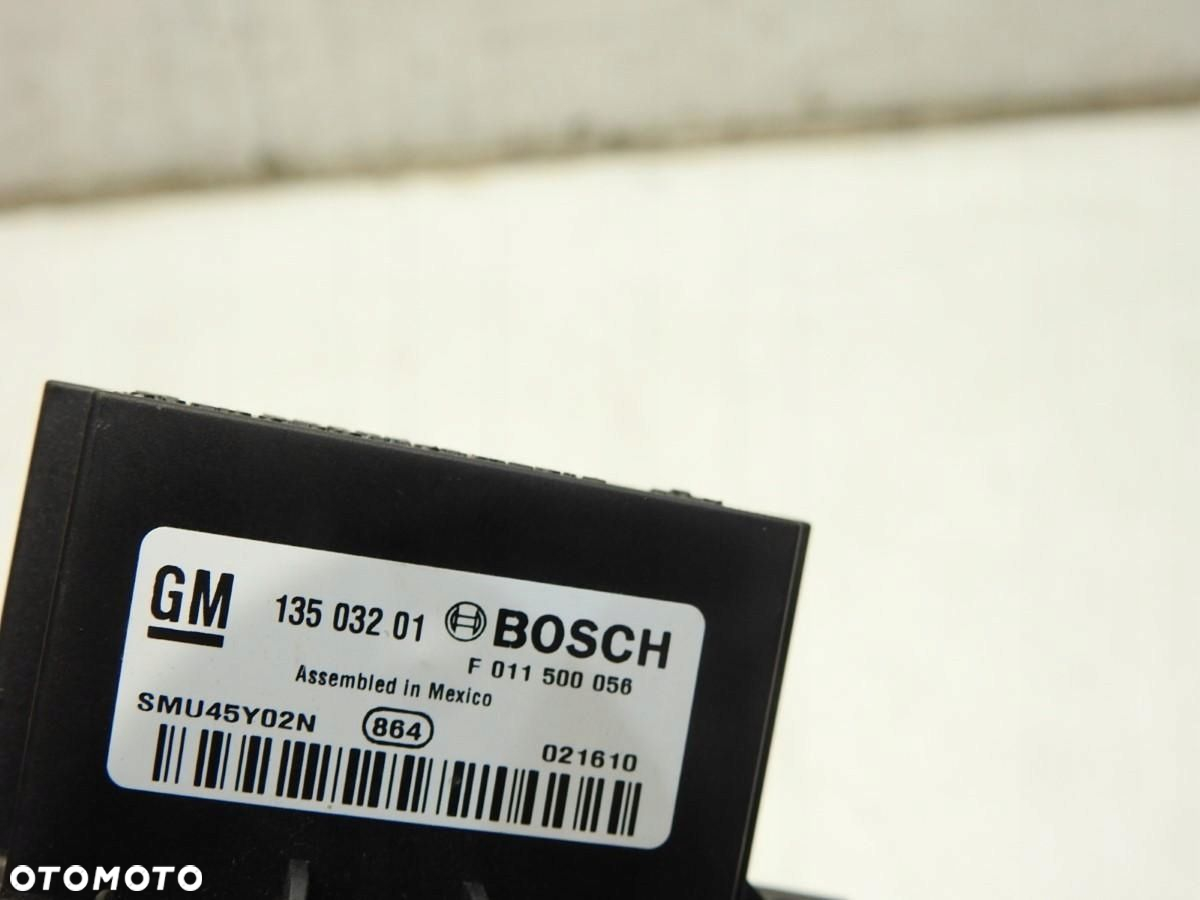 GM 135 032 01 BOSCH
F 011 500 056
Assembled in Mexico
SMU45Y02N 864 021610
OTOMOTO